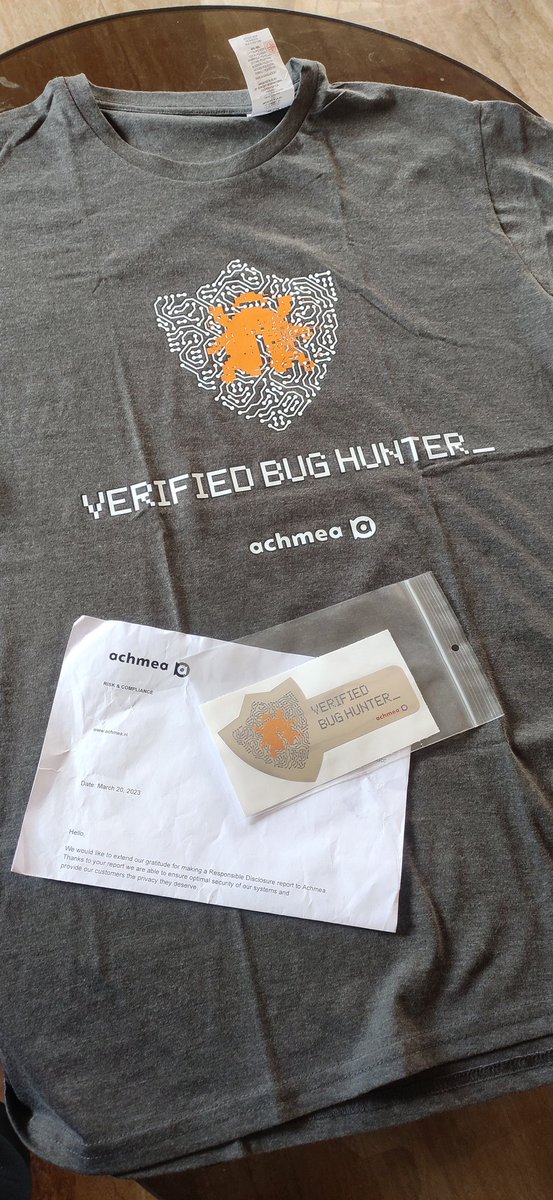 VERIFIED BUG HUNTER_
achmea
achmea
RISK & COMPLIANCE
www.achmea.nl
Date: March 20, 2023
Hello,
We would like to extend our gratitude for making a Responsible Disclosure report to Achmea
Thanks to your report we are able to ensure optimal security of our systems and
provide our customers the privacy they deserve
VERIFIED
BUG HUNTER_
achmea